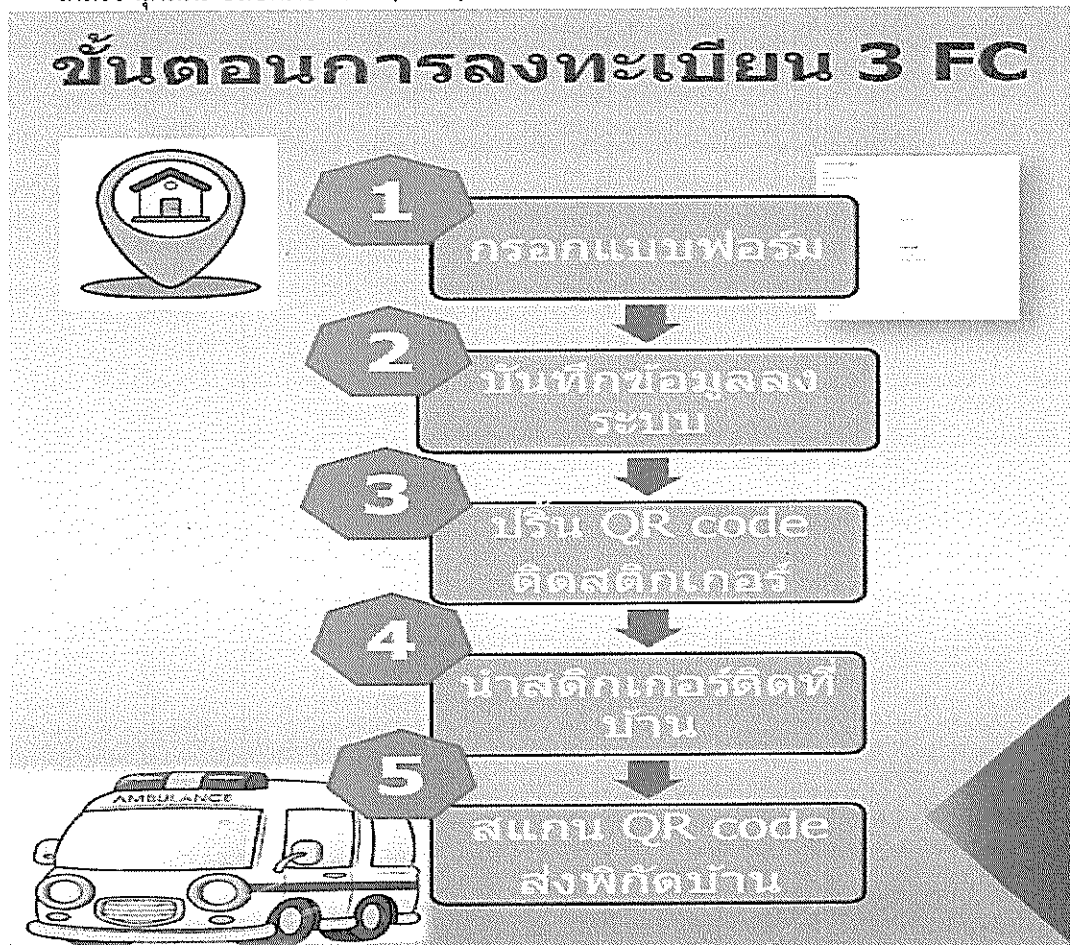 ขั้นตอนการลงทะเบียน 3 FC
1
กรอกแบบฟอร์ม
2
บันทึกข้อมูลลง
ระบบ
3
ปริ้น QR code
ติดสติกเกอร์
4
นำสติกเกอร์ติดที่
บ้าน
5
สแกน QR code
ส่งพิกัดบ้าน
AMBULANCE